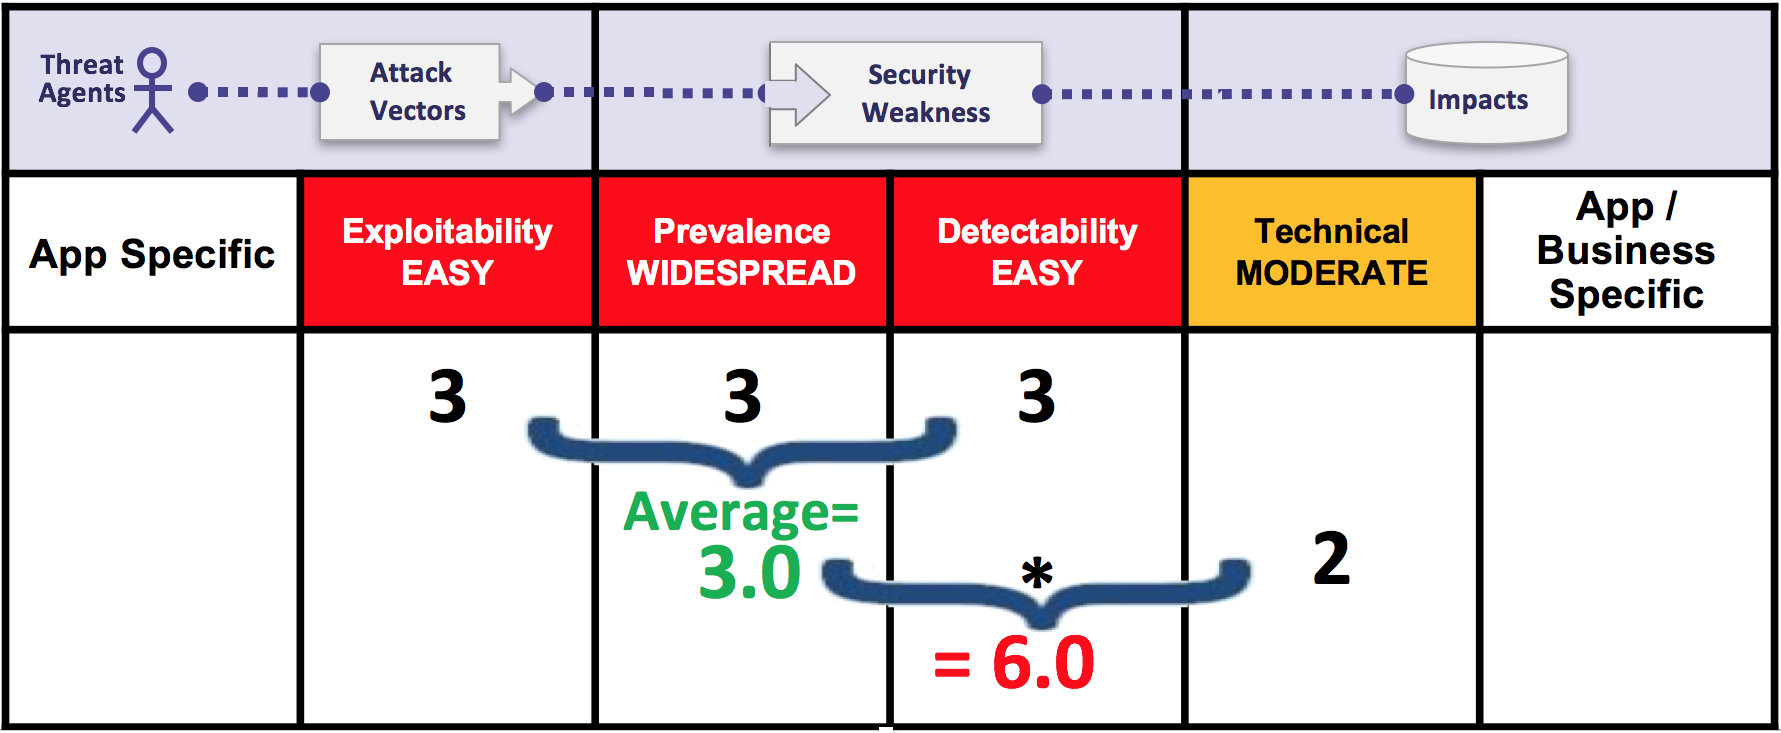 Threat
Agents
Attack
Vectors
Security
Weakness
Impacts
App Specific
Exploitability
EASY
Prevalence
WIDESPREAD
Detectability
EASY
Technical
MODERATE
App /
Business
Specific
3
3
3
Average=
3.0
*
2
= 6.0